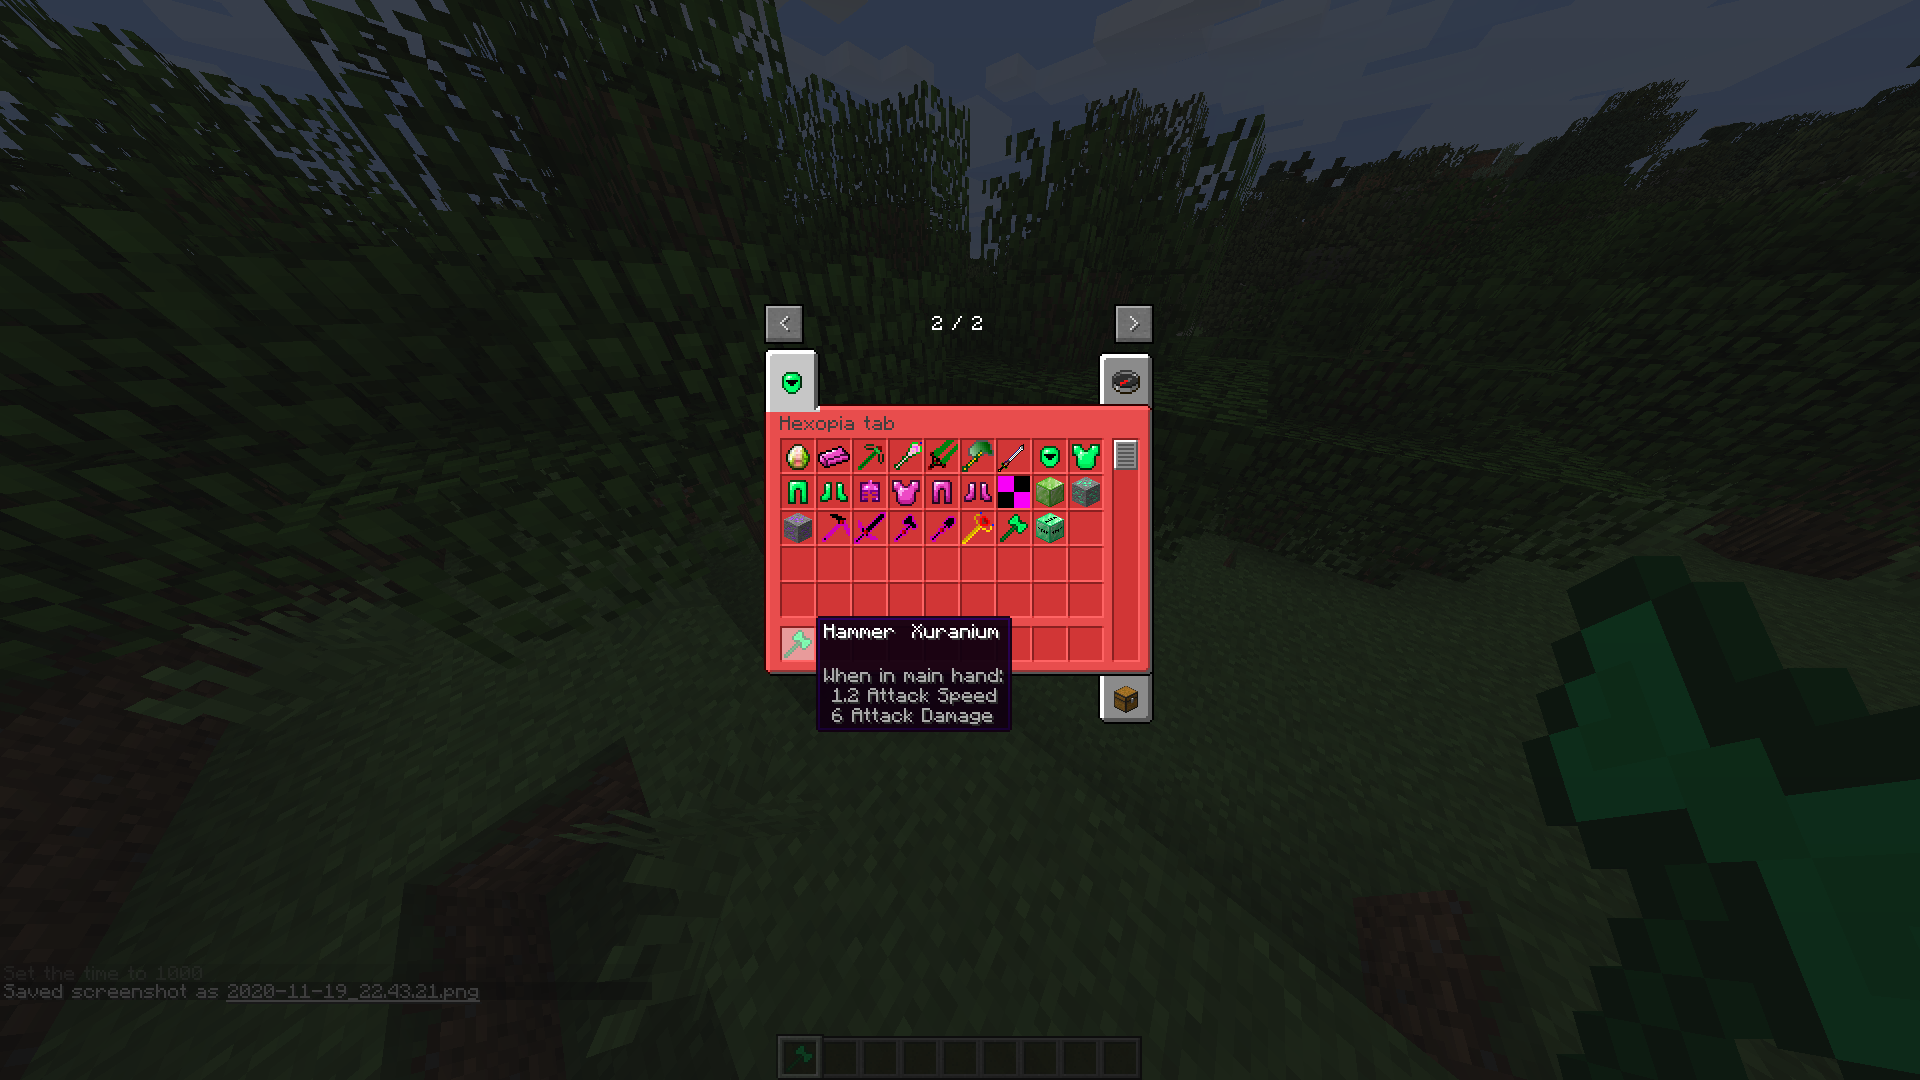 2 / 2
Hexopia tab
Hammer Xuranium
When in main hand:
1.2 Attack Speed
6 Attack Damage
Set the time to 1000
Saved screenshot as 2020-11-19_22.43.21.png